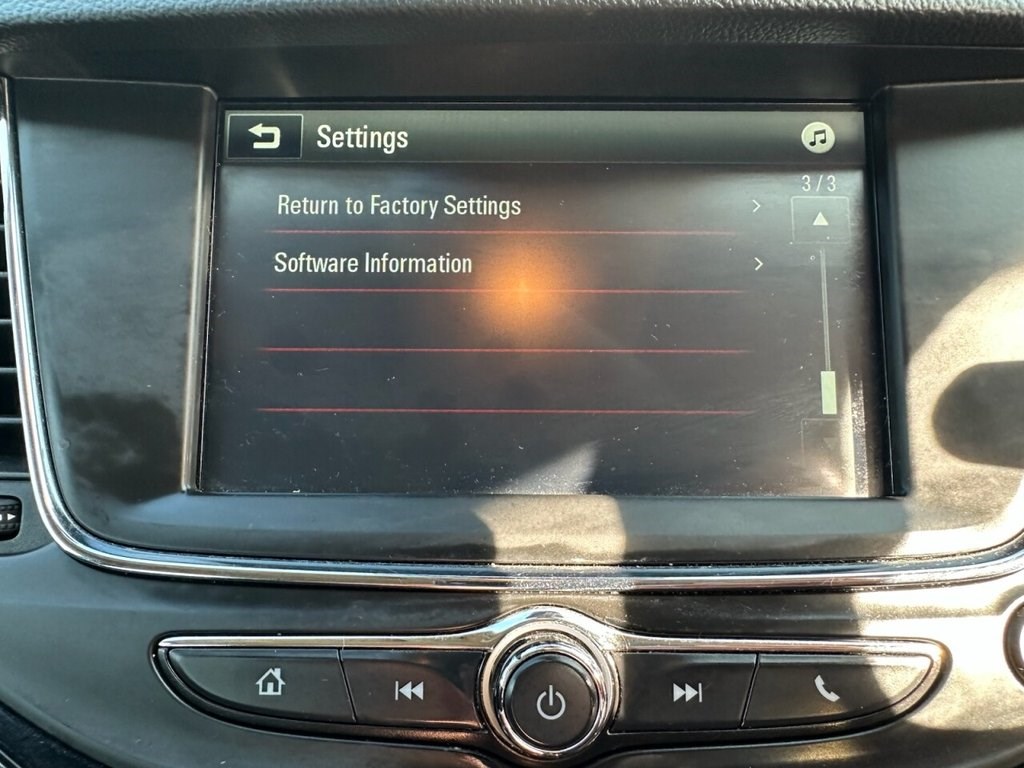 Settings
3/3
Return to Factory Settings
Software Information